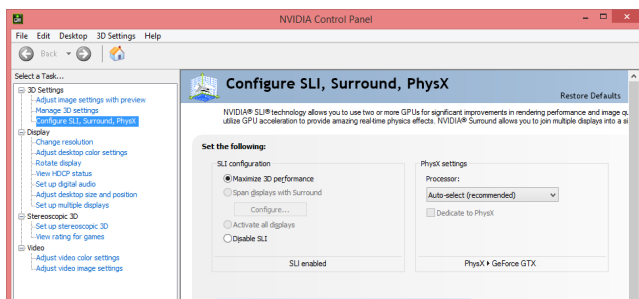 NVIDIA Control Panel
File Edit Desktop 3D Settings Help
Back
Select a Task...
3D Settings
Adjust image settings with preview
Manage 3D settings
Configure SLI, Surround, PhysX
Display
Change resolution
Adjust desktop color settings
Rotate display
View HDCP status
Set up digital audio
Adjust desktop size and position
Set up multiple displays
Stereoscopic 3D
Set up stereoscopic 3D
View rating for games
Video
Adjust video color settings
Adjust video image settings
Configure SLI, Surround, PhysX
Restore Defaults
NVIDIA® SLI® technology allows you to use two or more GPUs for significant improvements in rendering performance and image qu
utilize GPU acceleration to provide amazing real-time physics effects. NVIDIA® Surround allows you to join multiple displays into a si
Set the following:
SLI configuration
Maximize 3D performance
Span displays with Surround
Configure...
Activate all displays
Disable SLI
SLI enabled
PhysX settings
Processor:
Auto-select (recommended)
Dedicate to PhysX
PhysX ▸ GeForce GTX